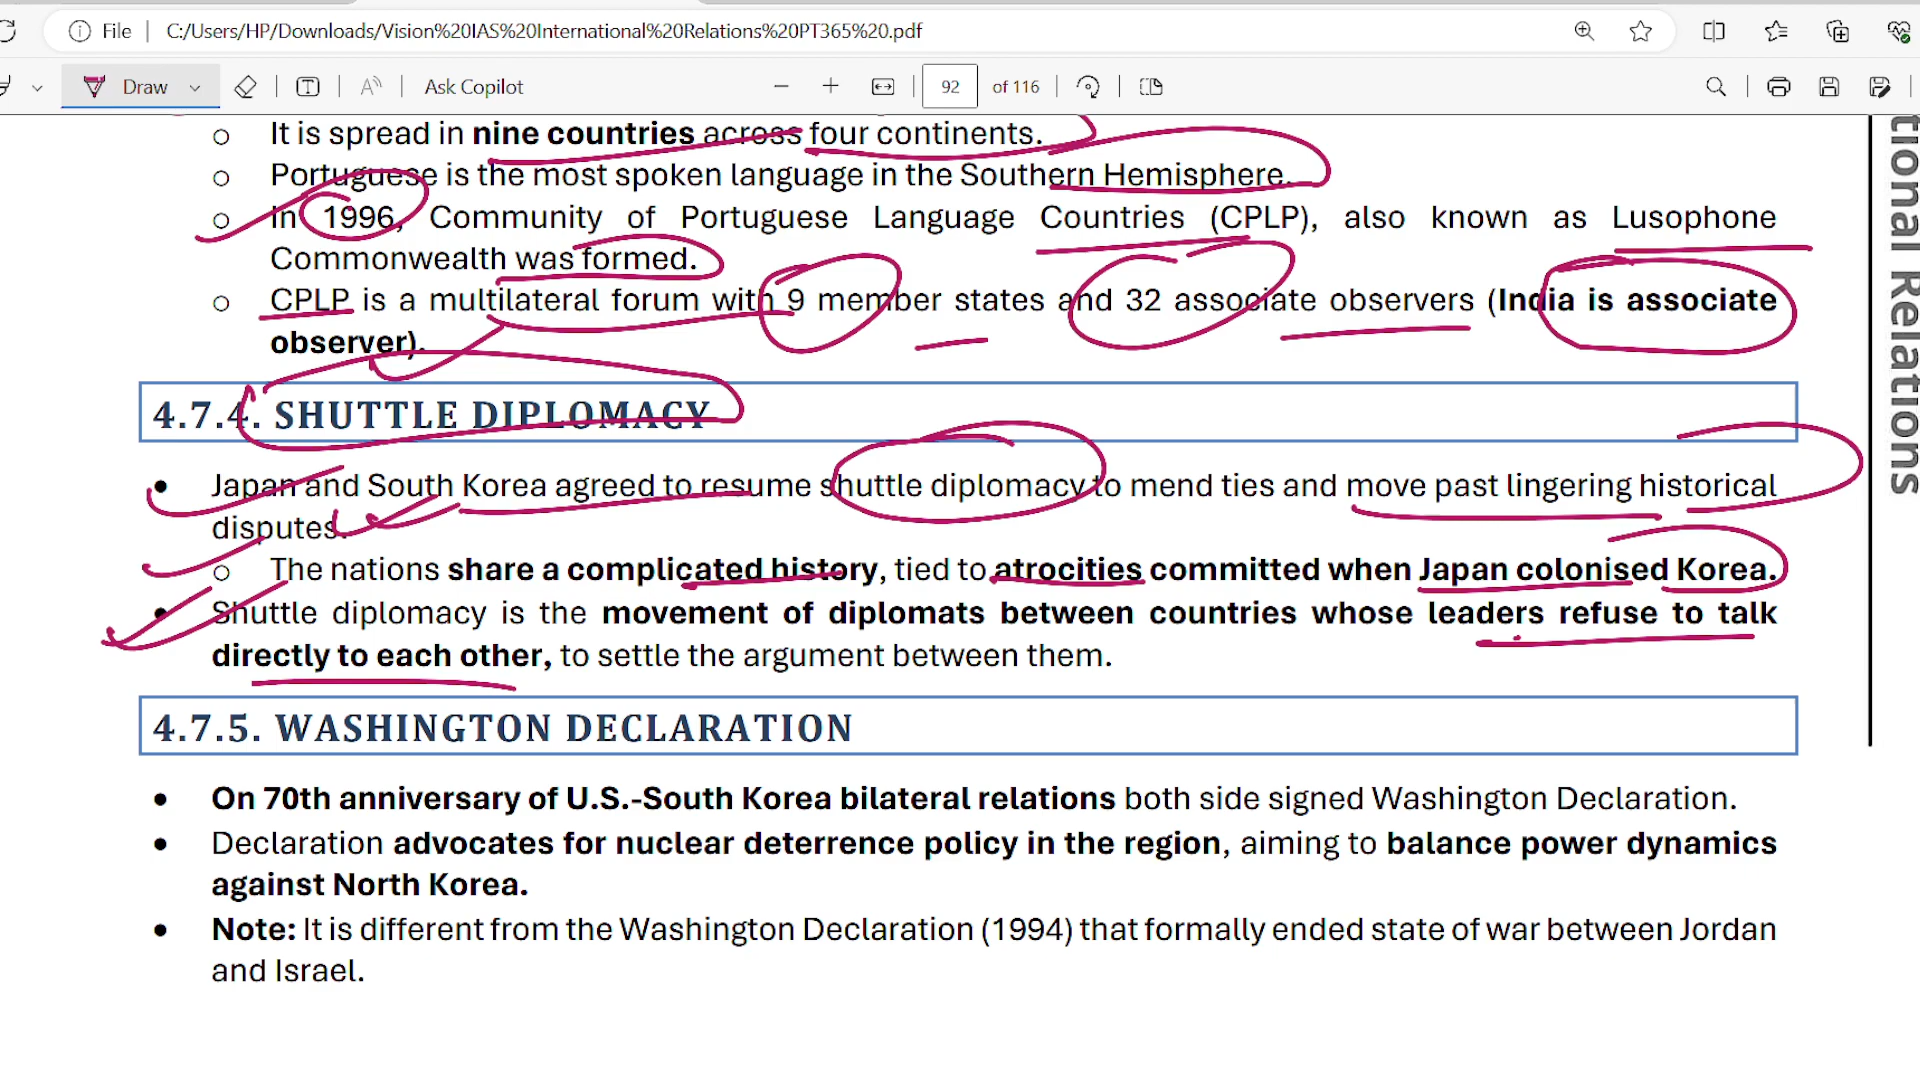 File
C:/Users/HP/Downloads/Vision%20IAS%20International%20Relations%20PT365%20.pdf
Draw
Ask Copilot
92 of 116
o It is spread in nine countries across four continents.
o Portuguese is the most spoken language in the Southern Hemisphere.
o In 1996, Community of Portuguese Language Countries (CPLP), also known as Lusophone
Commonwealth was formed.
o CPLP is a multilateral forum with 9 member states and 32 associate observers (India is associate
observer).
4.7.4. SHUTTLE DIPLOMACY
• Japan and South Korea agreed to resume shuttle diplomacy to mend ties and move past lingering historical
disputes.
o The nations share a complicated history, tied to atrocities committed when Japan colonised Korea.
• Shuttle diplomacy is the movement of diplomats between countries whose leaders refuse to talk
directly to each other, to settle the argument between them.
4.7.5. WASHINGTON DECLARATION
• On 70th anniversary of U.S.-South Korea bilateral relations both side signed Washington Declaration.
• Declaration advocates for nuclear deterrence policy in the region, aiming to balance power dynamics
against North Korea.
• Note: It is different from the Washington Declaration (1994) that formally ended state of war between Jordan
and Israel.
tional Relations